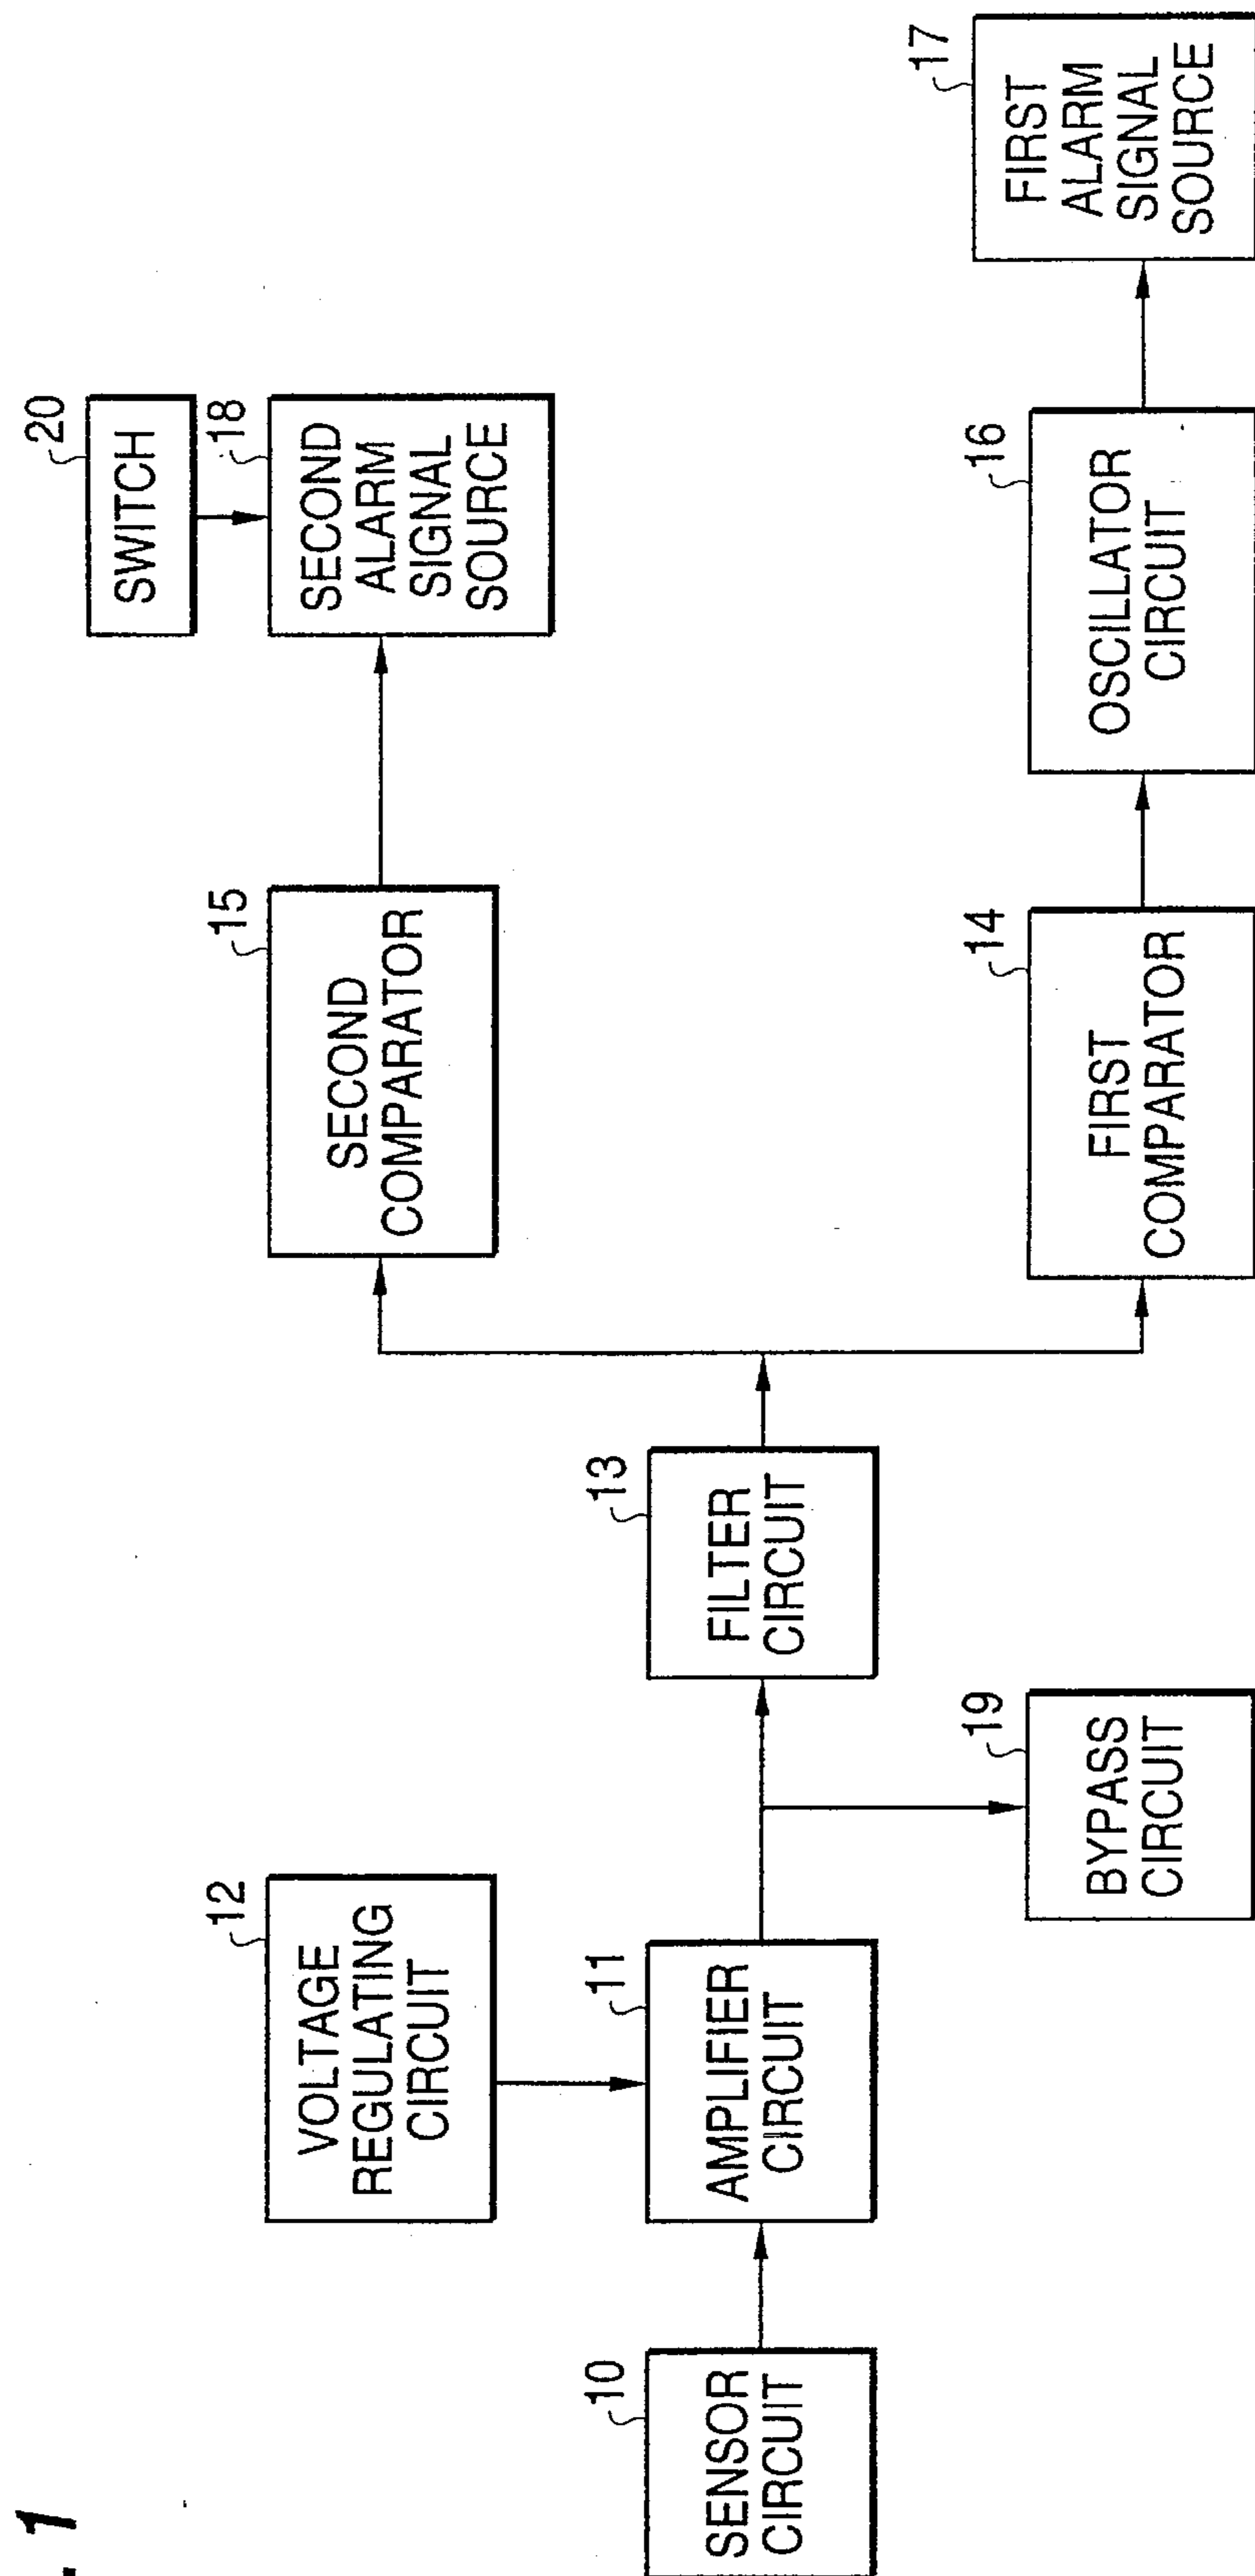 20
SWITCH
18
SECOND
ALARM
SIGNAL
SOURCE
17
FIRST
ALARM
SIGNAL
SOURCE
15
SECOND
COMPARATOR
16
OSCILLATOR
CIRCUIT
14
FIRST
COMPARATOR
13
FILTER
CIRCUIT
12
VOLTAGE
REGULATING
CIRCUIT
19
BYPASS
CIRCUIT
11
AMPLIFIER
CIRCUIT
10
SENSOR
CIRCUIT
. 1